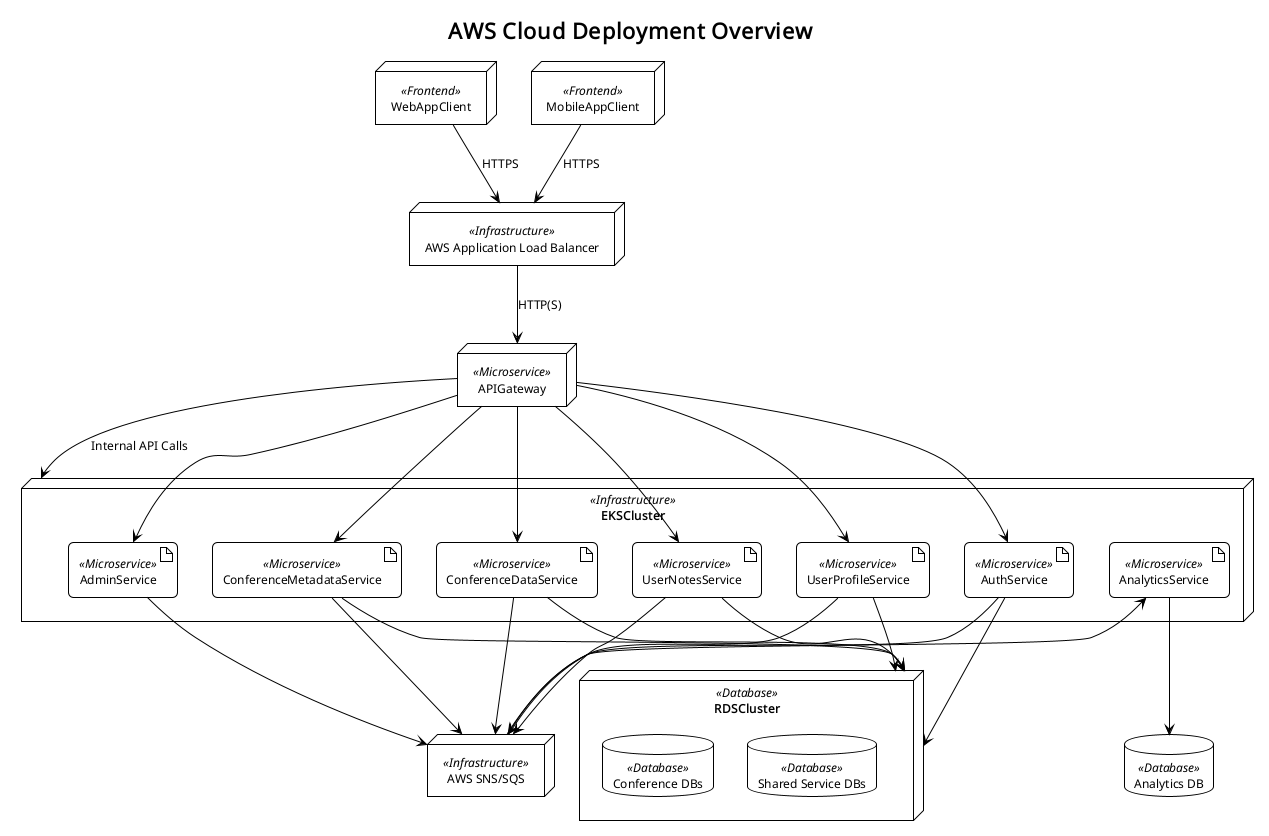 AWS Cloud Deployment Overview
«Frontend»
WebAppClient
«Frontend»
MobileAppClient
HTTPS
HTTPS
«Infrastructure»
AWS Application Load Balancer
HTTP(S)
«Microservice»
APIGateway
Internal API Calls
«Infrastructure»
EKSCluster
«Microservice»
AdminService
«Microservice»
ConferenceMetadataService
«Microservice»
ConferenceDataService
«Microservice»
UserNotesService
«Microservice»
UserProfileService
«Microservice»
AuthService
«Microservice»
AnalyticsService
«Database»
RDSCluster
«Infrastructure»
AWS SNS/SQS
«Database»
Conference DBs
«Database»
Shared Service DBs
«Database»
Analytics DB